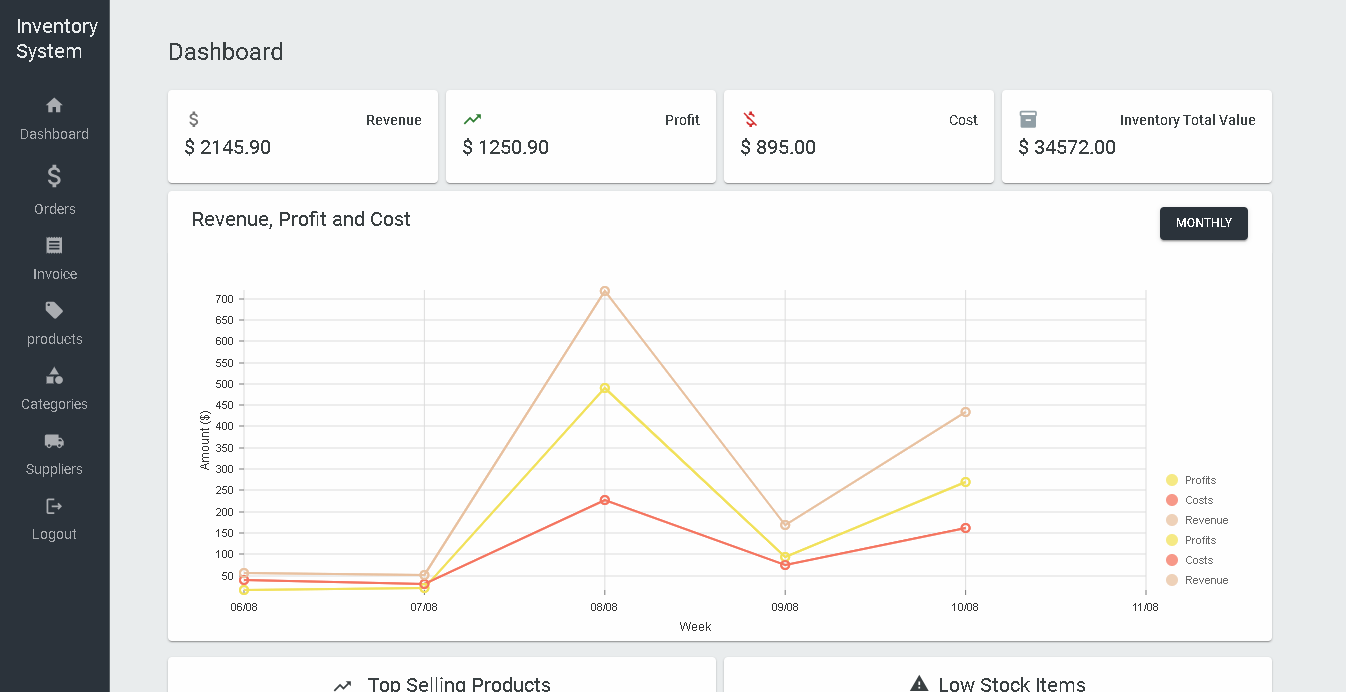 Inventory
System
Dashboard
Orders
Invoice
products
Categories
Suppliers
Logout
Dashboard
Revenue
$ 2145.90
Profit
$ 1250.90
Cost
$ 895.00
Inventory Total Value
$ 34572.00
Revenue, Profit and Cost
MONTHLY
700
650
600
550
500
450
400
350
300
250
200
150
100
50
Amount ($)
06/08
07/08
08/08
09/08
10/08
11/08
Week
Profits
Costs
Revenue
Profits
Costs
Revenue
Top Selling Products
Low Stock Items